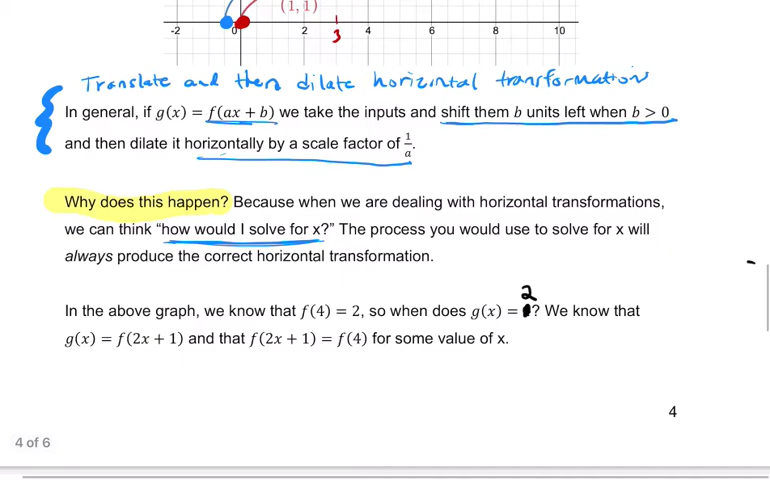 (1, 1)
-2 0 2 4 6 8 10
3
Translate and then dilate horizontal transformation
In general, if g(x) = f(ax + b) we take the inputs and shift them b units left when b > 0
and then dilate it horizontally by a scale factor of 1/a.
Why does this happen? Because when we are dealing with horizontal transformations,
we can think “how would I solve for x?” The process you would use to solve for x will
always produce the correct horizontal transformation.
2
In the above graph, we know that f(4) = 2, so when does g(x) = ? We know that
g(x) = f(2x + 1) and that f(2x + 1) = f(4) for some value of x.
4
4 of 6